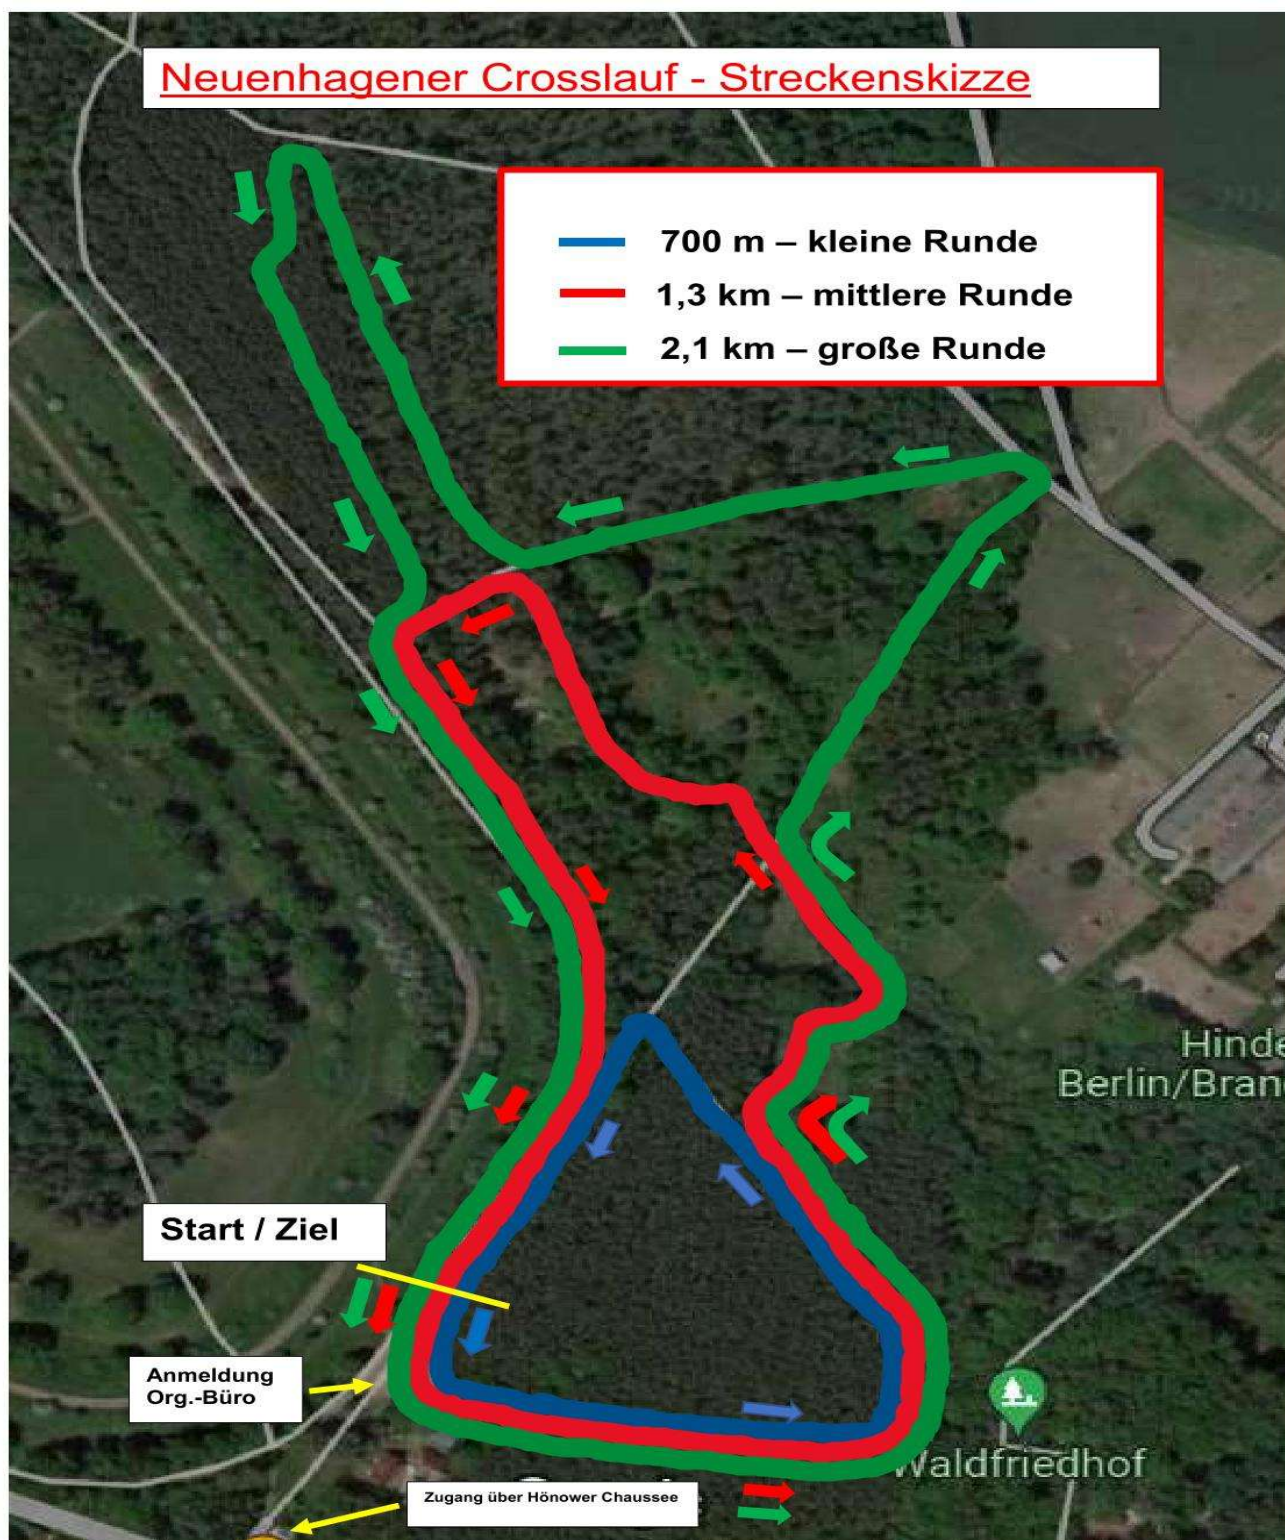 Neuenhagener Crosslauf - Streckenskizze
700 m – kleine Runde
1,3 km – mittlere Runde
2,1 km – große Runde
Hinde
Berlin/Bran
Start / Ziel
Anmeldung
Org.-Büro
Waldfriedhof
Zugang über Hönower Chaussee